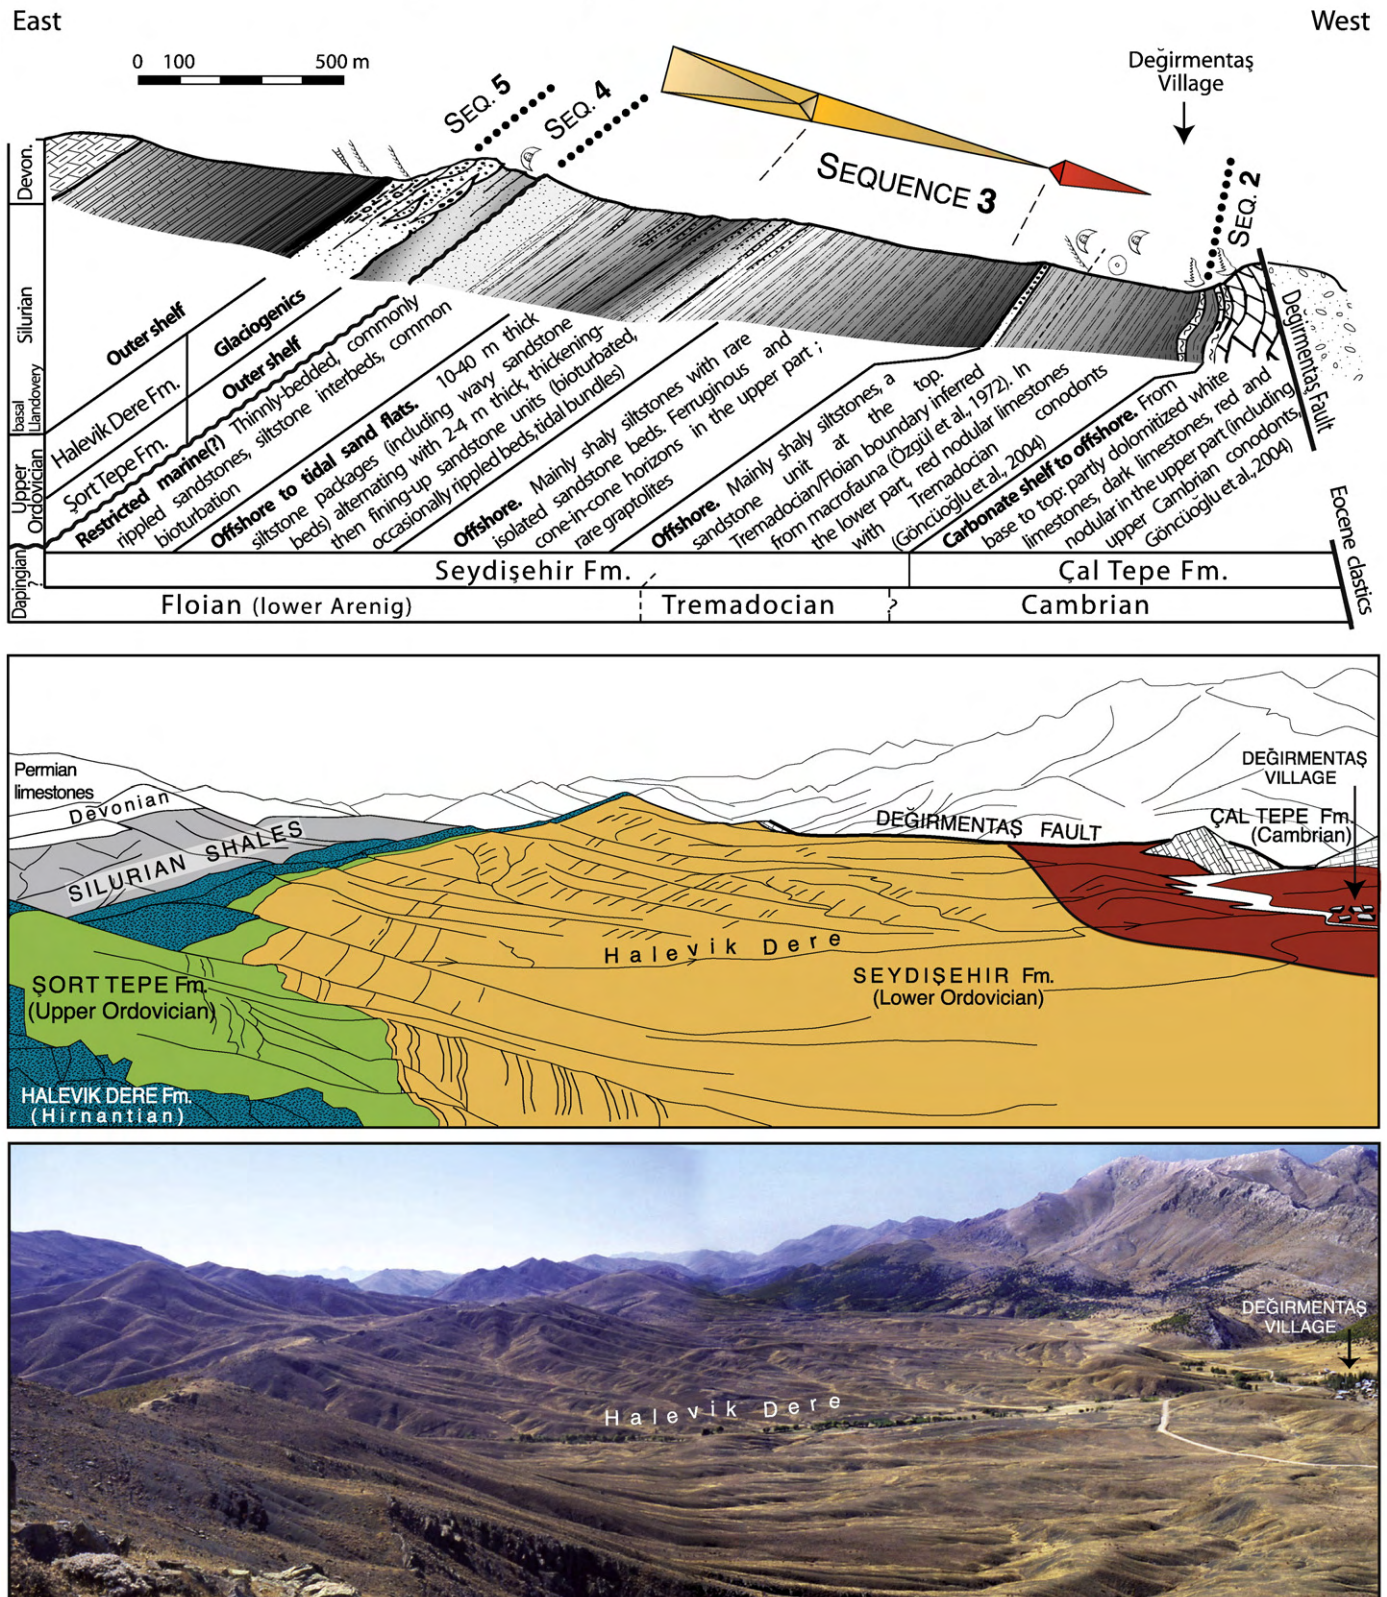 East
West
0 100 500 m
SEQ. 5
SEQ. 4
SEQUENCE 3
Değirmentaş
Village
SEQ. 2
Devon.
Silurian
basal
Llandovery
Upper
Ordovician
Dapingian
?
Outer shelf
Halevik Dere Fm.
Glaciogenics
Şort Tepe Fm.
Outer shelf
Restricted marine(?) Thinnly-bedded, commonly
rippled sandstones, siltstone interbeds, common
bioturbation
Offshore to tidal sand flats. 10-40 m thick
siltstone packages (including wavy sandstone
beds) alternating with 2-4 m thick, thickening-
then fining-up sandstone units (bioturbated,
occasionally rippled beds, tidal bundles)
Offshore. Mainly shaly siltstones with rare
isolated sandstone beds. Ferruginous and
cone-in-cone horizons in the upper part ;
rare graptolites
Offshore. Mainly shaly siltstones, a
sandstone unit at the top.
Tremadocian/Floian boundary inferred
from macrofauna (Özgül et al., 1972). In
the lower part, red nodular limestones
with Tremadocian conodonts
(Göncüoğlu et al., 2004)
Carbonate shelf to offshore. From
base to top: partly dolomitized white
limestones, dark limestones, red and
nodular in the upper part (including
upper Cambrian conodonts,
Göncüoğlu et al., 2004)
Değirmentaş Fault
Eocene clastics
Seydişehir Fm.
Çal Tepe Fm.
Floian (lower Arenig)
Tremadocian
?
Cambrian
Permian
limestones
Devonian
SILURIAN SHALES
DEĞIRMENTAŞ FAULT
DEĞIRMENTAŞ
VILLAGE
ÇAL TEPE Fm.
(Cambrian)
Halevik Dere
SEYDIŞEHIR Fm.
(Lower Ordovician)
ŞORT TEPE Fm.
(Upper Ordovician)
HALEVIK DERE Fm.
(Hirnantian)
DEĞIRMENTAŞ
VILLAGE
Halevik Dere